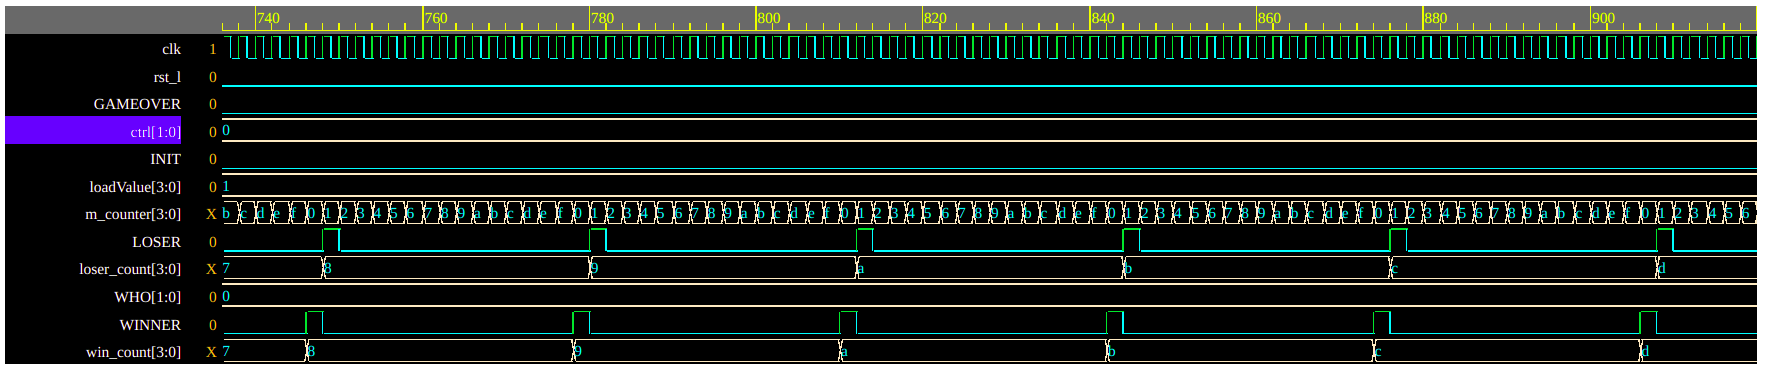 740 760 780 800 820 840 860 880 900
clk 1
rst_l 0
GAMEOVER 0
ctrl[1:0] 0 0
INIT 0
loadValue[3:0] 0 1
m_counter[3:0] X b c d e f 0 1 2 3 4 5 6 7 8 9 a b c d e f 0 1 2 3 4 5 6 7 8 9 a b c d e f 0 1 2 3 4 5 6 7 8 9 a b c d e f 0 1 2 3 4 5 6 7 8 9 a b c d e f 0 1 2 3 4 5 6 7 8 9 a b c d e f 0 1 2 3 4 5 6
LOSER 0
loser_count[3:0] X 7 8 9 a b c d
WHO[1:0] 0 0
WINNER 0
win_count[3:0] X 7 8 9 a b c d